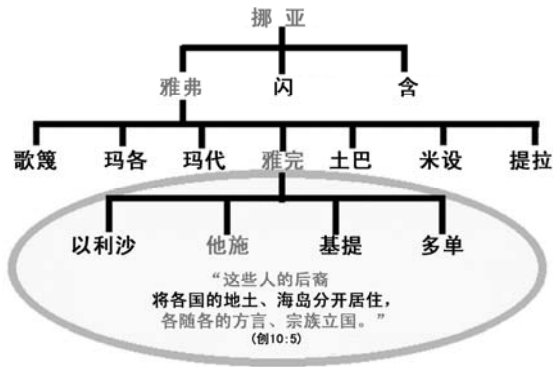 挪亚
雅弗 闪 含
歌篾 玛各 玛代 雅完 土巴 米设 提拉
以利沙 他施 基提 多单
“这些人的后裔
将各国的地土、海岛分开居住，
各随各的方言、宗族立国。”
(创10:5)